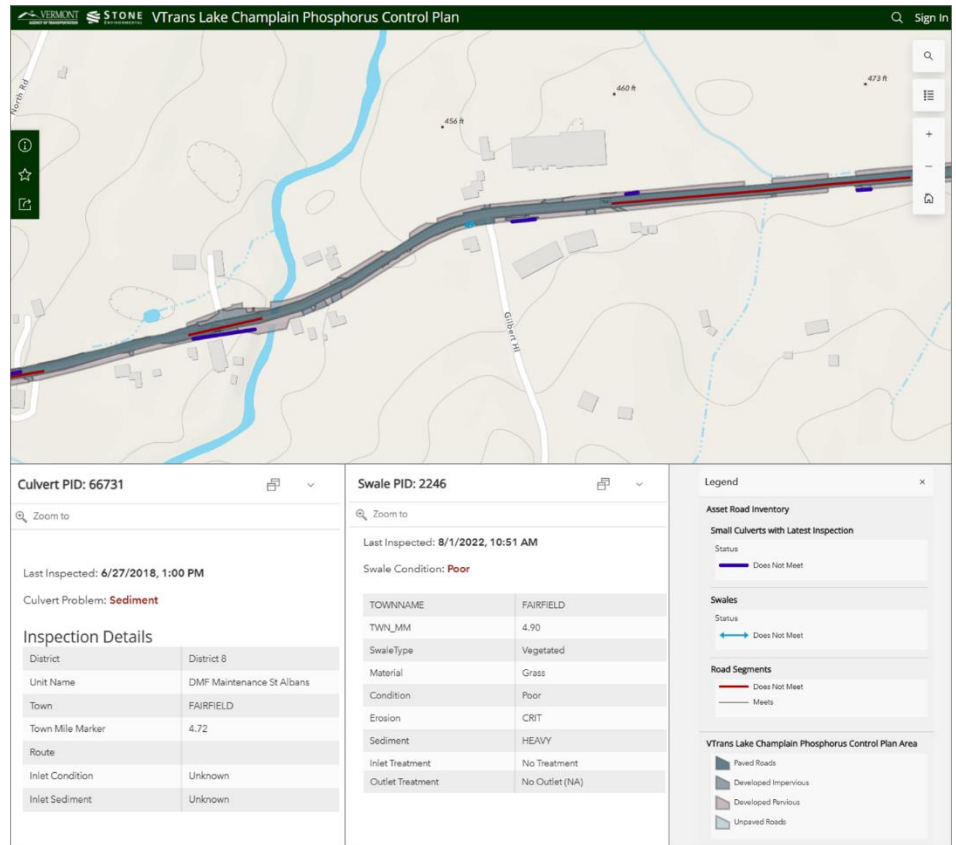 VERMONT
AGENCY OF TRANSPORTATION
STONE
ENVIRONMENTAL
VTrans Lake Champlain Phosphorus Control Plan
Sign In
North Rd
456 ft
460 ft
473 ft
Gilbert Hl
Culvert PID: 66731
Zoom to
Last Inspected: 6/27/2018, 1:00 PM
Culvert Problem: Sediment
Inspection Details
District District 8
Unit Name DMF Maintenance St Albans
Town FAIRFIELD
Town Mile Marker 4.72
Route
Inlet Condition Unknown
Inlet Sediment Unknown
Swale PID: 2246
Zoom to
Last Inspected: 8/1/2022, 10:51 AM
Swale Condition: Poor
TOWNNAME FAIRFIELD
TWN_MM 4.90
SwaleType Vegetated
Material Grass
Condition Poor
Erosion CRIT
Sediment HEAVY
Inlet Treatment No Treatment
Outlet Treatment No Outlet (NA)
Legend
Asset Road Inventory
Small Culverts with Latest Inspection
Status
Does Not Meet
Swales
Status
Does Not Meet
Road Segments
Does Not Meet
Meets
VTrans Lake Champlain Phosphorus Control Plan Area
Paved Roads
Developed Impervious
Developed Pervious
Unpaved Roads